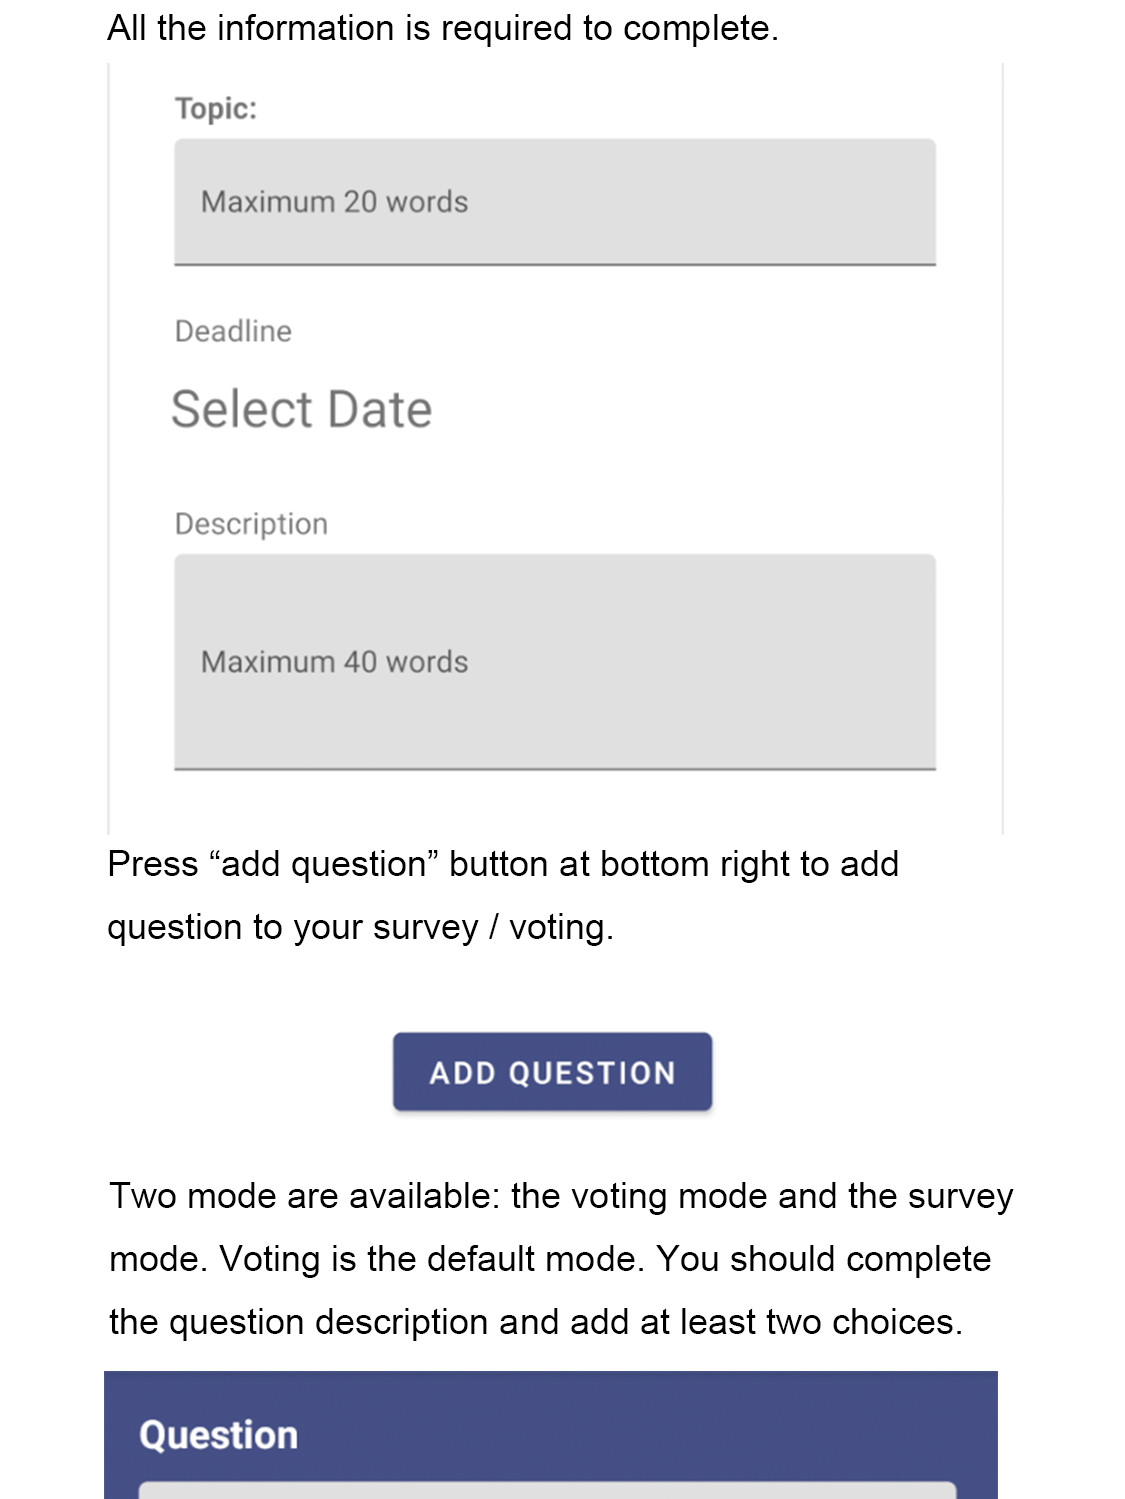 All the information is required to complete.
Topic:
Maximum 20 words
Deadline
Select Date
Description
Maximum 40 words
Press “add question” button at bottom right to add
question to your survey / voting.
ADD QUESTION
Two mode are available: the voting mode and the survey
mode. Voting is the default mode. You should complete
the question description and add at least two choices.
Question